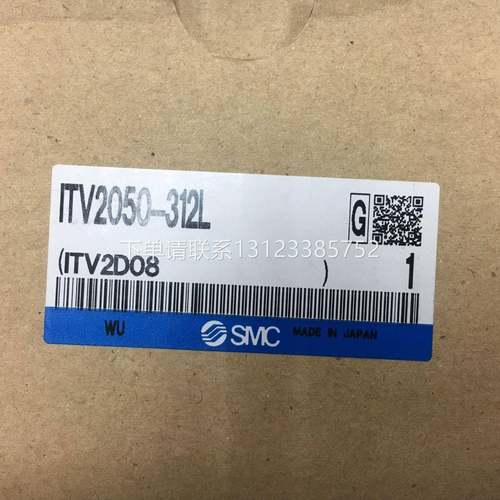 ITV2050-312L
G
下单请联系13123385752
(ITV2D08 )
1
WU
SMC
MADE IN JAPAN